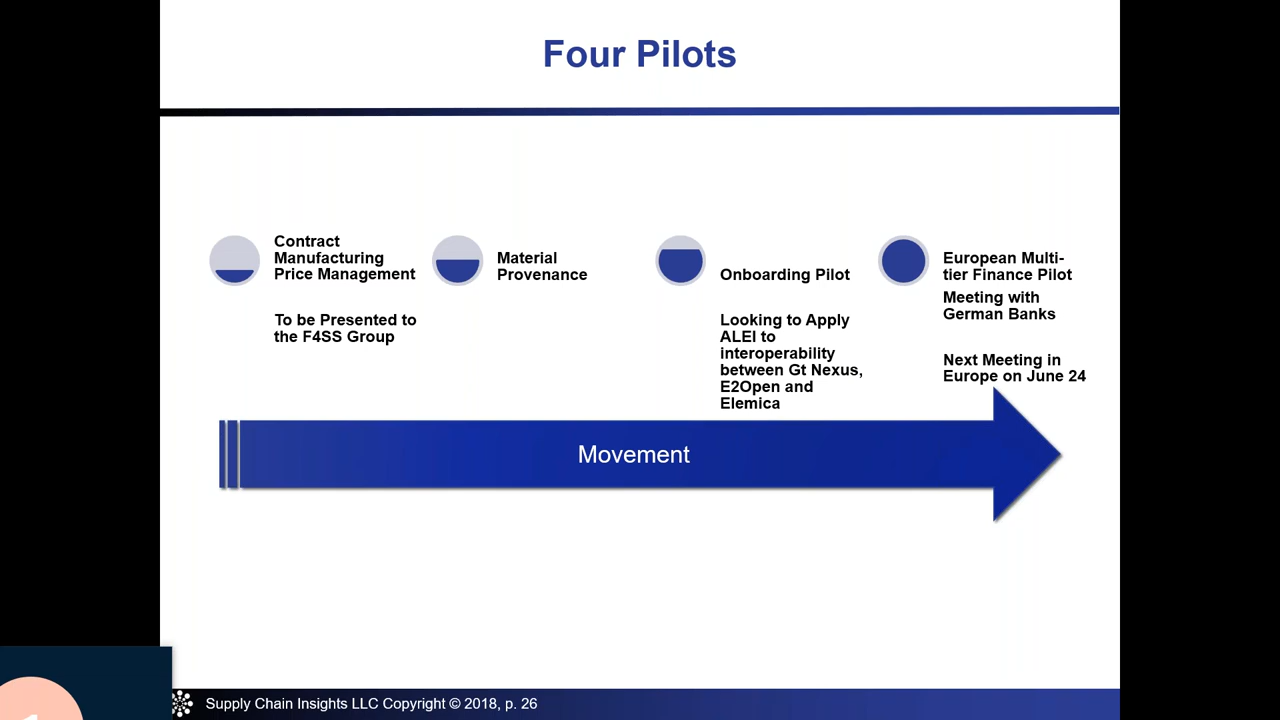 Four Pilots
Contract
Manufacturing
Price Management
To be Presented to
the F4SS Group
Material
Provenance
Onboarding Pilot
Looking to Apply
ALEI to
interoperability
between Gt Nexus,
E2Open and
Elemica
European Multi-
tier Finance Pilot
Meeting with
German Banks
Next Meeting in
Europe on June 24
Movement
Supply Chain Insights LLC Copyright © 2018, p. 26